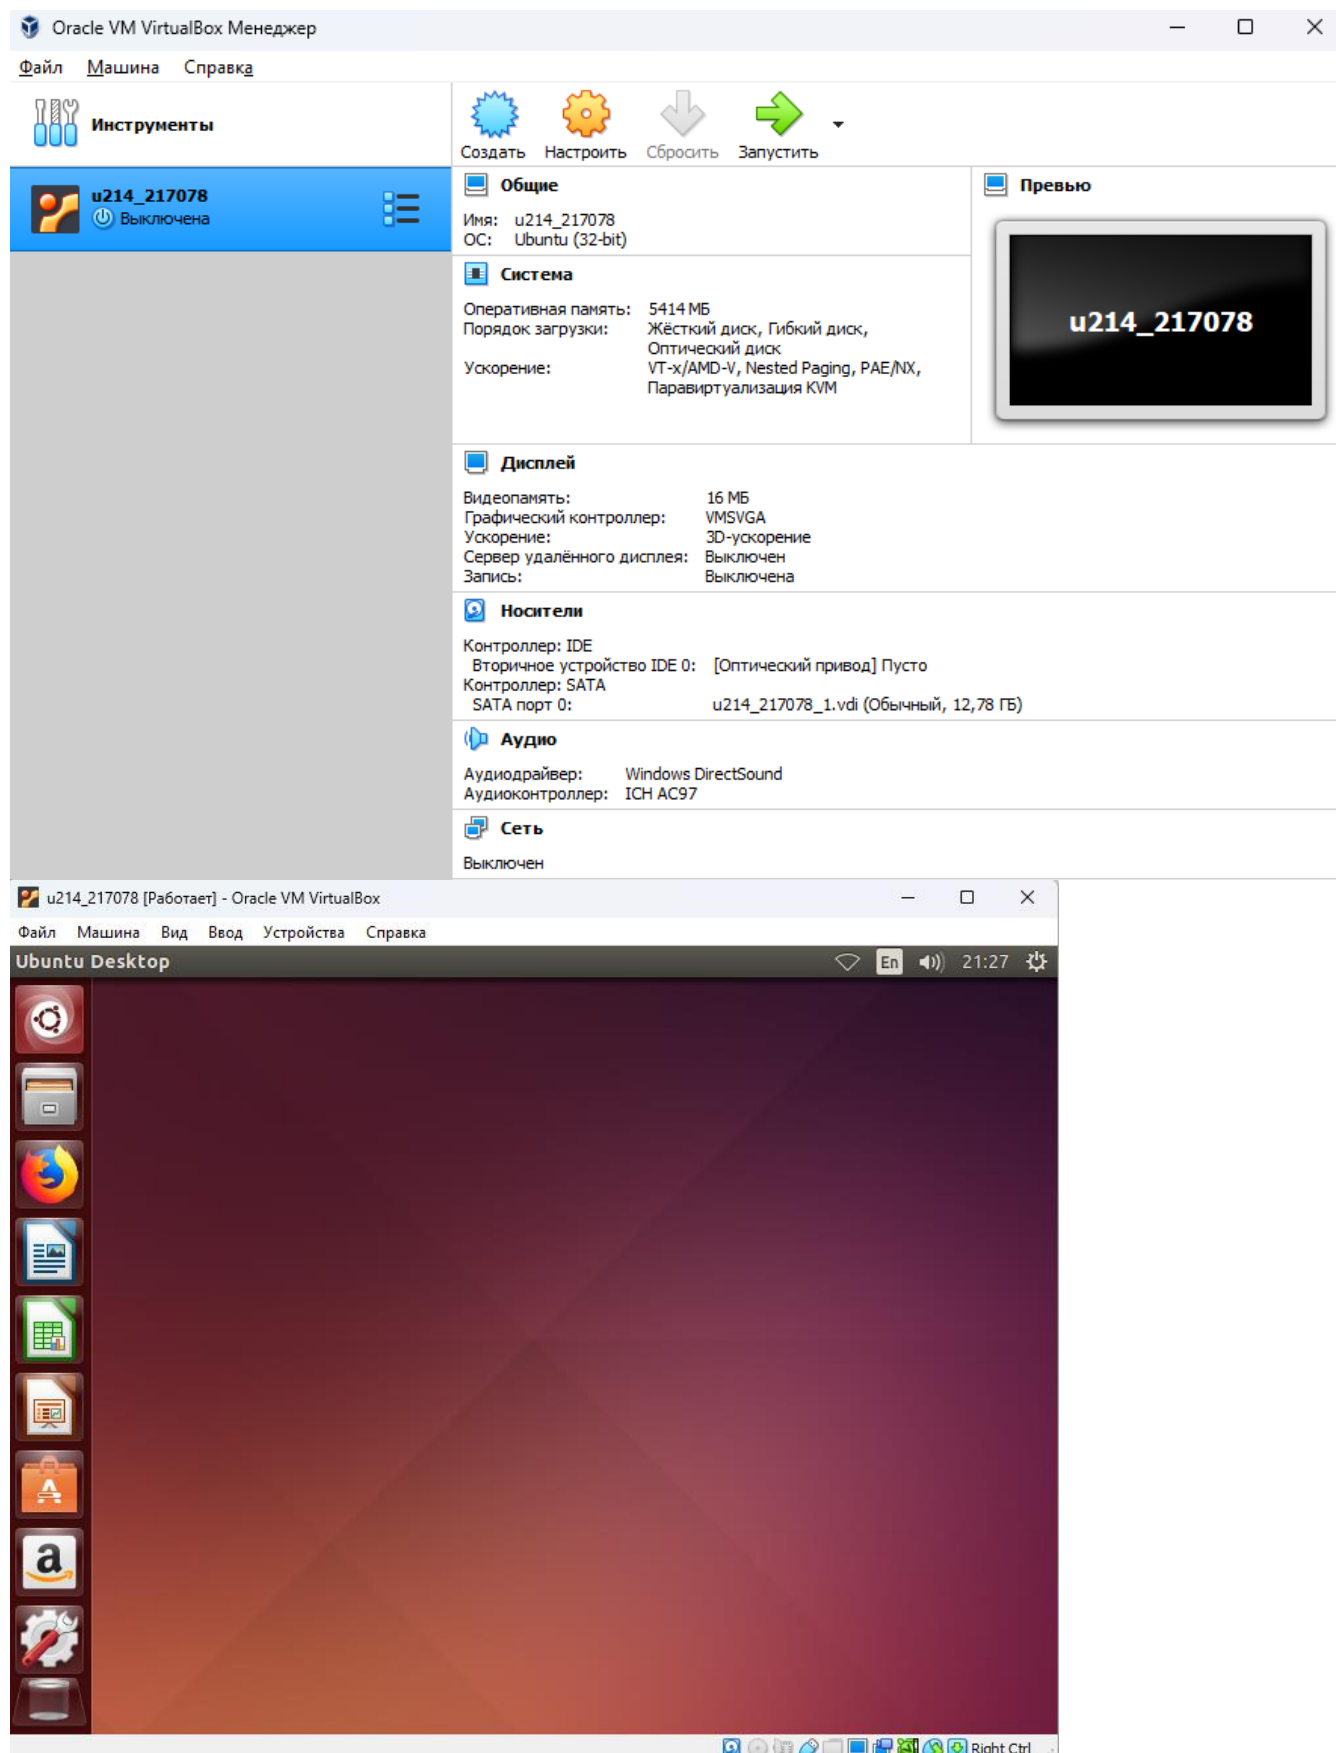 Oracle VM VirtualBox Менеджер
Файл Машина Справка
Инструменты
Создать Настроить Сбросить Запустить
u214_217078
Выключена
Общие
Имя: u214_217078
ОС: Ubuntu (32-bit)
Превью
u214_217078
Система
Оперативная память: 5414 МБ
Порядок загрузки: Жёсткий диск, Гибкий диск,
Оптический диск
Ускорение: VT-x/AMD-V, Nested Paging, PAE/NX,
Паравиртуализация KVM
Дисплей
Видеопамять: 16 МБ
Графический контроллер: VMSVGA
Ускорение: 3D-ускорение
Сервер удалённого дисплея: Выключен
Запись: Выключена
Носители
Контроллер: IDE
Вторичное устройство IDE 0: [Оптический привод] Пусто
Контроллер: SATA
SATA порт 0: u214_217078_1.vdi (Обычный, 12,78 ГБ)
Аудио
Аудиодрайвер: Windows DirectSound
Аудиоконтроллер: ICH AC97
Сеть
Выключен
u214_217078 [Работает] - Oracle VM VirtualBox
Файл Машина Вид Ввод Устройства Справка
Ubuntu Desktop En 21:27
Right Ctrl